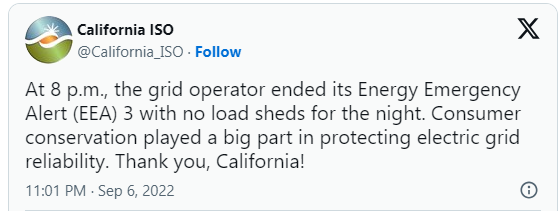 California ISO
@California_ISO · Follow
At 8 p.m., the grid operator ended its Energy Emergency
Alert (EEA) 3 with no load sheds for the night. Consumer
conservation played a big part in protecting electric grid
reliability. Thank you, California!
11:01 PM · Sep 6, 2022